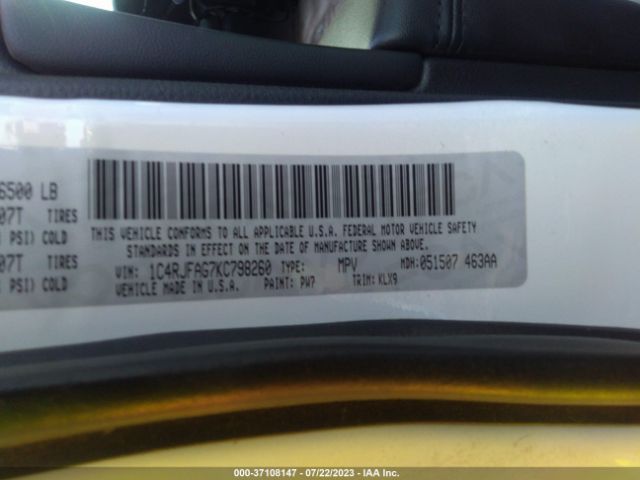 6500 LB
07T TIRES
PSI) COLD
07T TIRES
PSI) COLD
THIS VEHICLE CONFORMS TO ALL APPLICABLE U.S.A. FEDERAL MOTOR VEHICLE SAFETY
STANDARDS IN EFFECT ON THE DATE OF MANUFACTURE SHOWN ABOVE.
VIN: 1C4RJFAG7KC798260 TYPE: MPV MDH: 051507 463AA
VEHICLE MADE IN U.S.A. PAINT: PW7 TRIM: KLX9
000-37108147 - 07/22/2023 - IAA Inc.